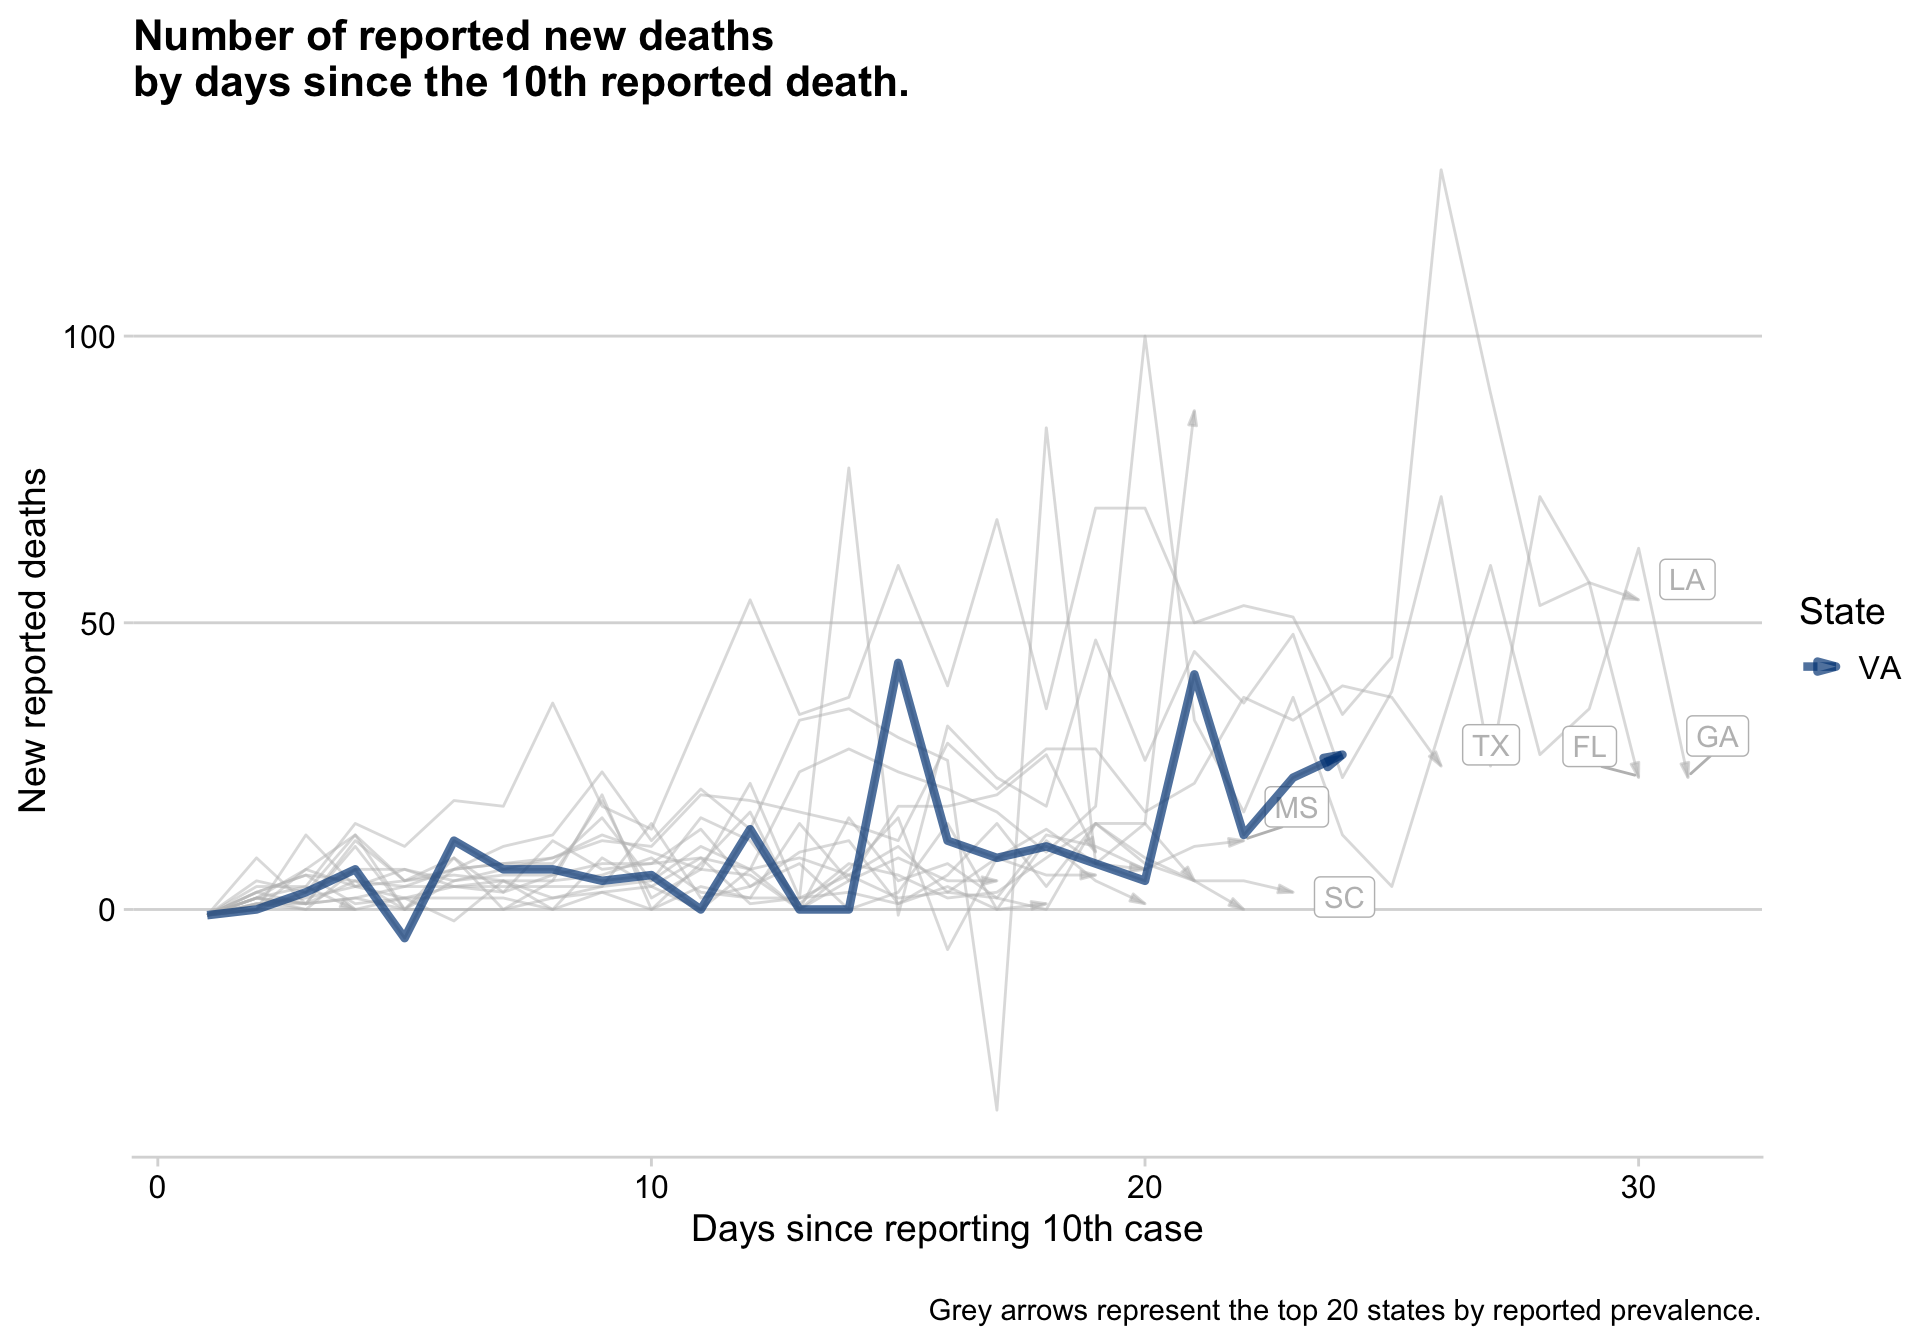 Number of reported new deaths
by days since the 10th reported death.
New reported deaths
100
50
0
LA
TX
FL
GA
MS
SC
State
VA
0 10 20 30
Days since reporting 10th case
Grey arrows represent the top 20 states by reported prevalence.